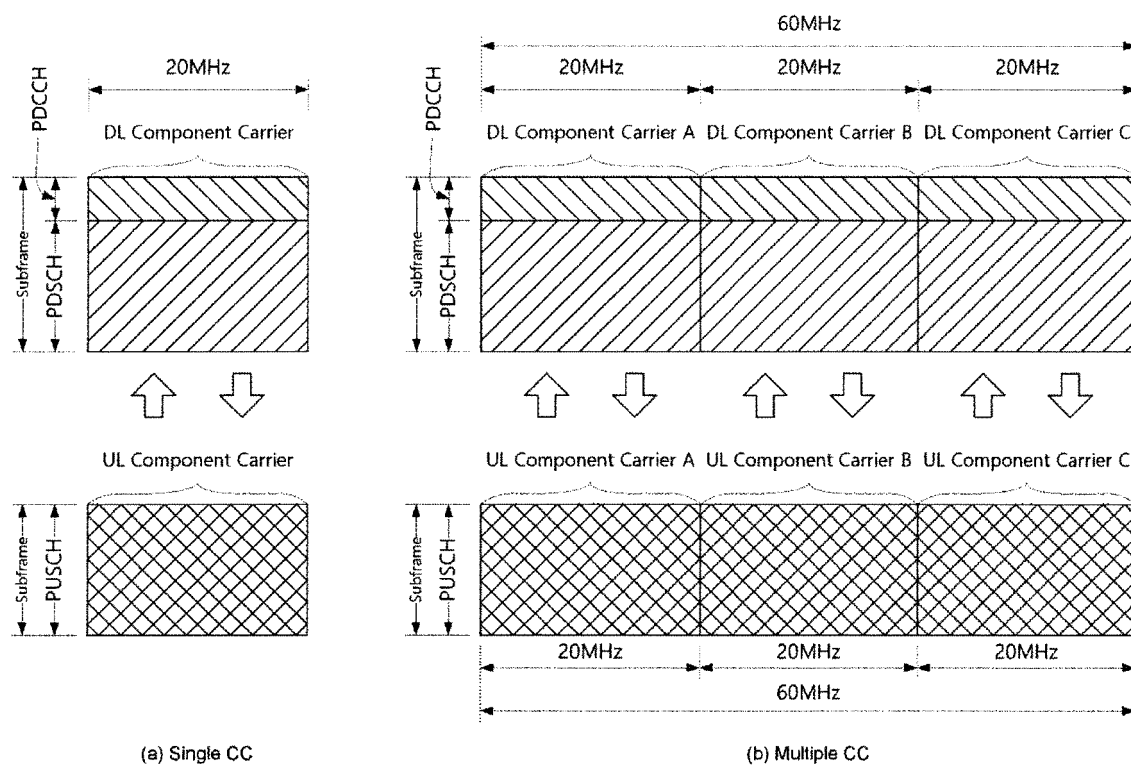 60MHz
20MHz
20MHz
20MHz
20MHz
PDCCH
PDCCH
DL Component Carrier
DL Component Carrier A
DL Component Carrier B
DL Component Carrier C
Subframe
PDSCH
Subframe
PDSCH
UL Component Carrier
UL Component Carrier A
UL Component Carrier B
UL Component Carrier C
Subframe
PUSCH
Subframe
PUSCH
20MHz
20MHz
20MHz
60MHz
(a) Single CC
(b) Multiple CC